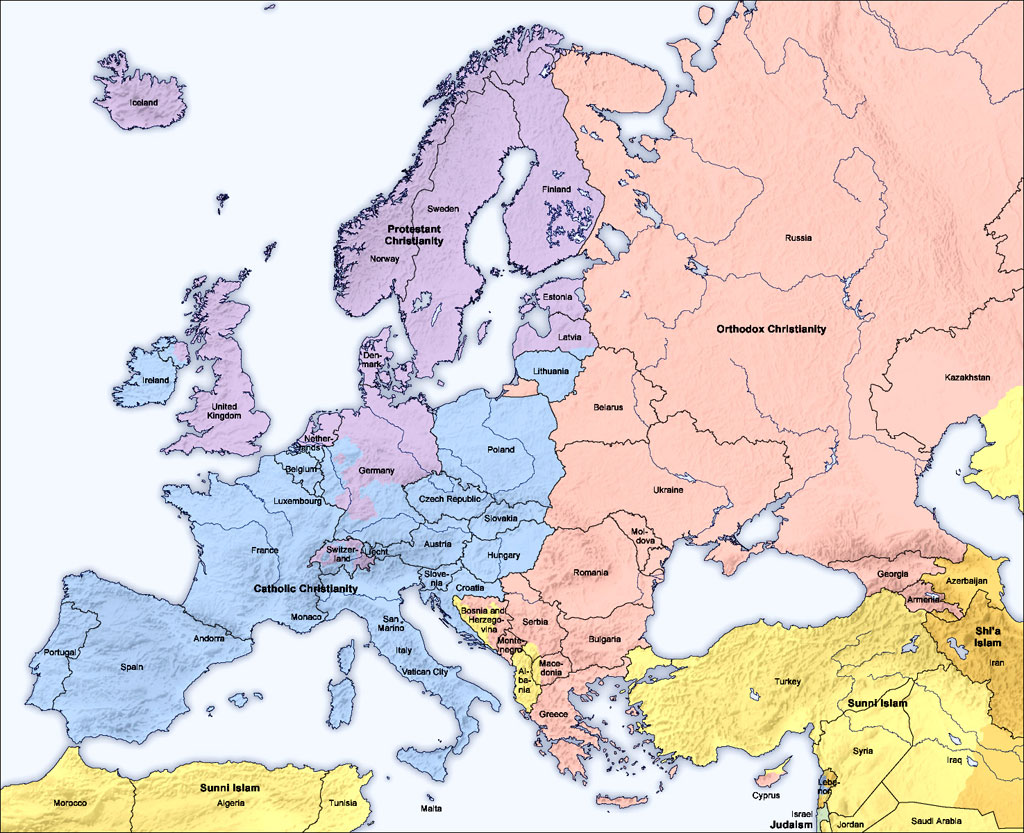 Iceland
Finland
Sweden
Protestant
Christianity
Norway
Russia
Estonia
Orthodox Christianity
Latvia
Den-
mark
Lithuania
Ireland
Kazakhstan
United
Kingdom
Belarus
Nether-
lands
Poland
Belgium
Germany
Ukraine
Luxembourg
Czech Republic
Slovakia
Mol-
dova
Austria
France
Switzer-
land
Liecht
Hungary
Romania
Georgia
Slove-
nia
Azerbaijan
Catholic Christianity
Croatia
Armenia
Monaco
San
Marino
Bosnia and
Herzego-
vina
Serbia
Shi'a
Islam
Andorra
Monte-
negro
Bulgaria
Portugal
Italy
Iran
Spain
Vatican City
Al-
ba-
nia
Mace-
donia
Turkey
Sunni Islam
Greece
Syria
Iraq
Sunni Islam
Leba-
non
Morocco
Algeria
Tunisia
Malta
Cyprus
Israel
Judaism
Jordan
Saudi Arabia